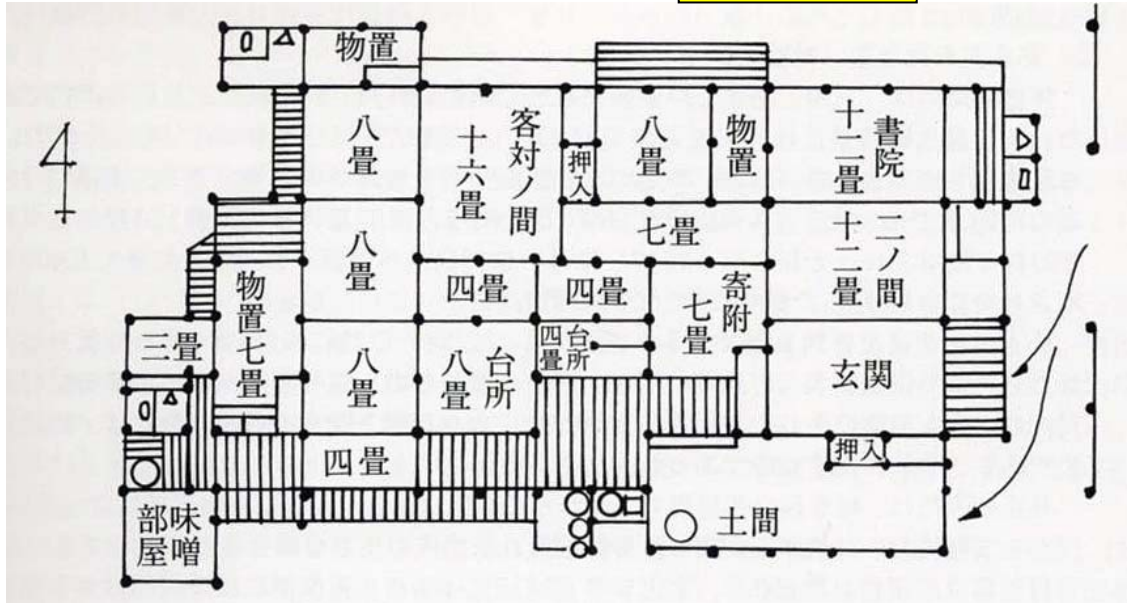 物置
八畳
客対ノ間
十六畳
押入
八畳
物置
書院
十二畳
二ノ間
十二畳
七畳
八畳
四畳
四畳
寄附
七畳
物置
七畳
三畳
八畳
台所
八畳
台所
四畳
玄関
押入
四畳
土間
味噌
部屋